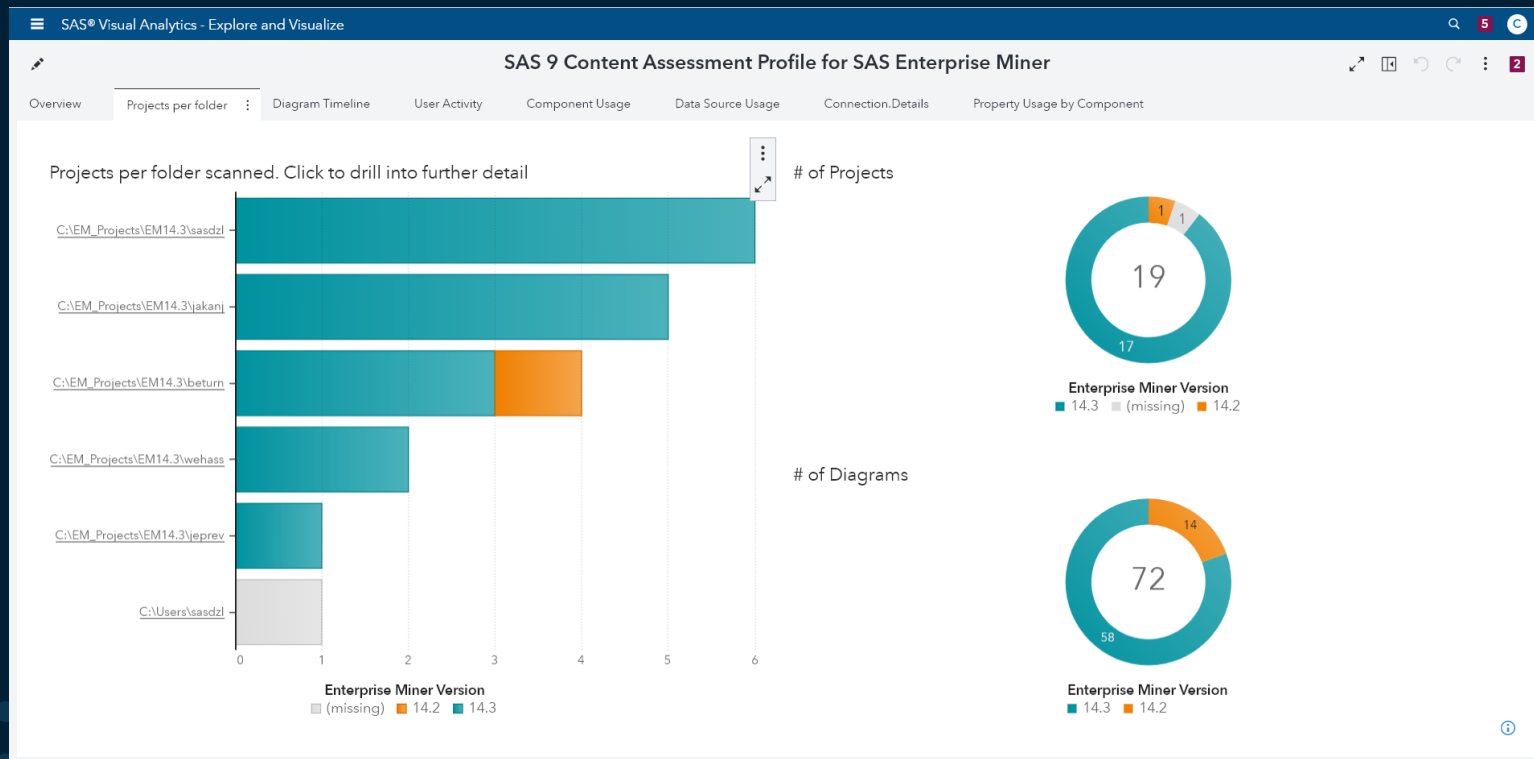 SAS® Visual Analytics - Explore and Visualize
5
C
SAS 9 Content Assessment Profile for SAS Enterprise Miner
2
Overview
Projects per folder
Diagram Timeline
User Activity
Component Usage
Data Source Usage
Connection.Details
Property Usage by Component
Projects per folder scanned. Click to drill into further detail
C:\EM_Projects\EM14.3\sasdzl
C:\EM_Projects\EM14.3\jakanj
C:\EM_Projects\EM14.3\beturn
C:\EM_Projects\EM14.3\wehass
C:\EM_Projects\EM14.3\jeprev
C:\Users\sasdzl
0 1 2 3 4 5 6
Enterprise Miner Version
(missing) 14.2 14.3
# of Projects
1
1
19
17
Enterprise Miner Version
14.3 (missing) 14.2
# of Diagrams
14
72
58
Enterprise Miner Version
14.3 14.2